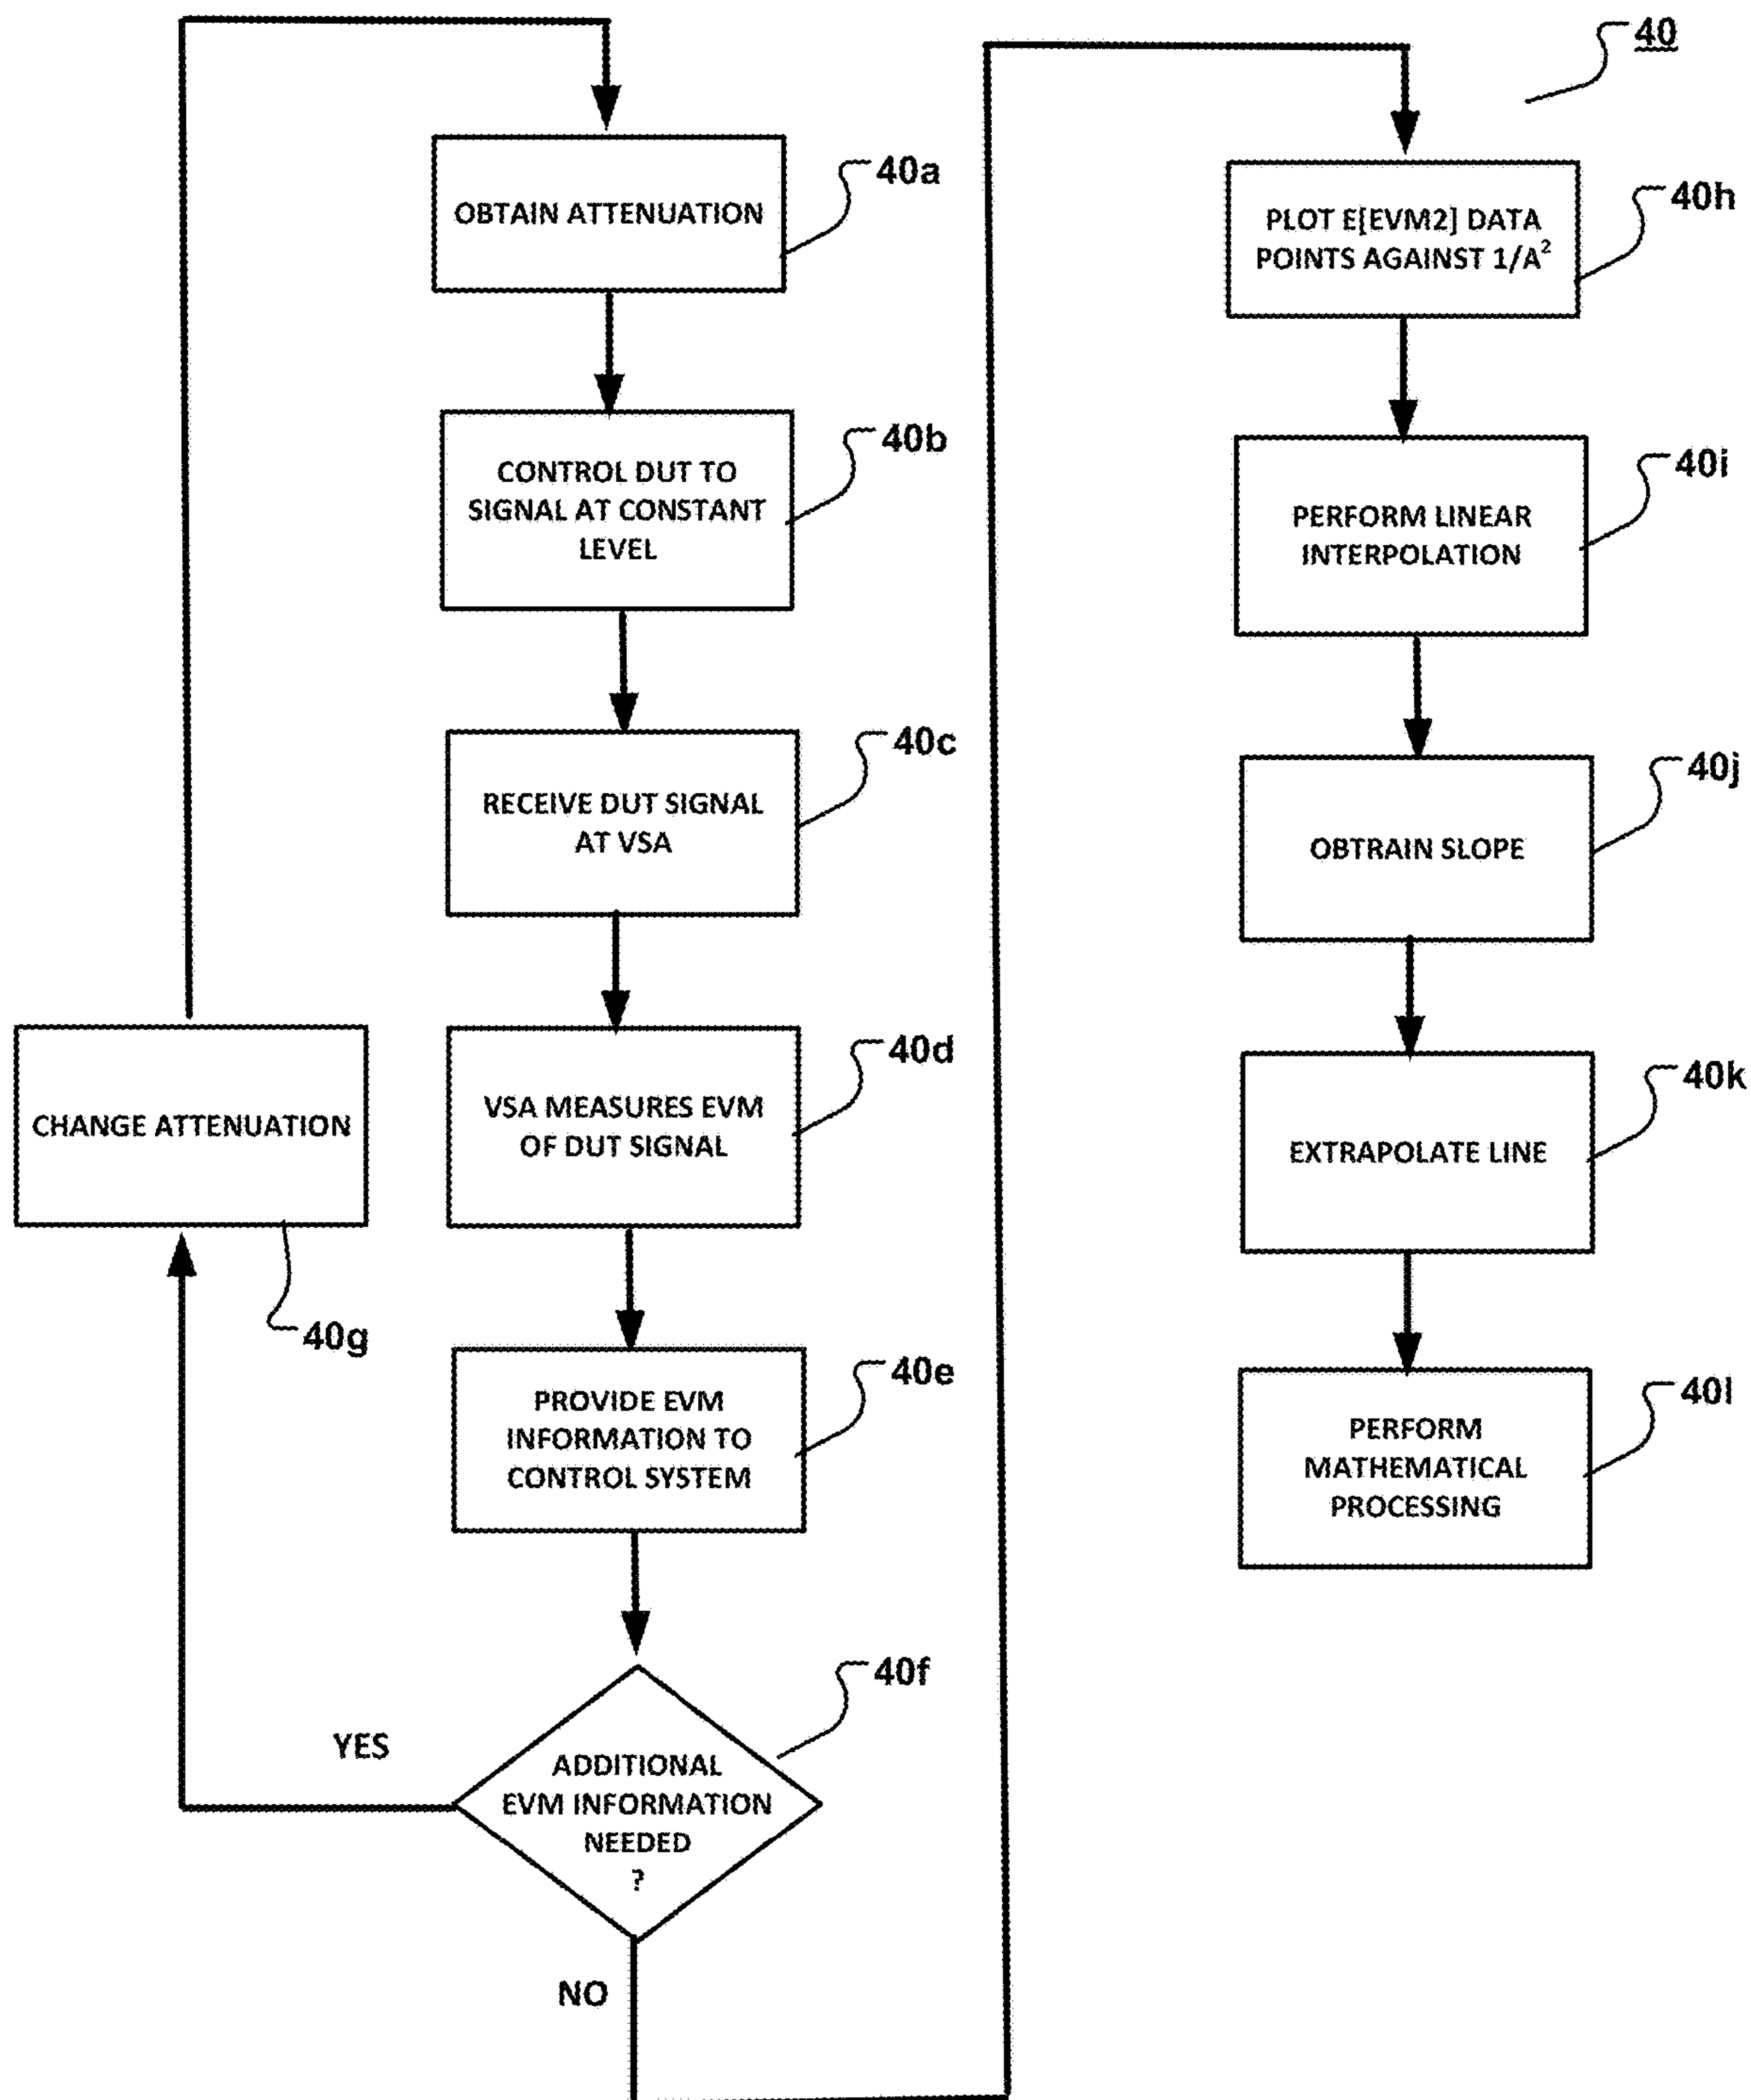 40
OBTAIN ATTENUATION
40a
CONTROL DUT TO
SIGNAL AT CONSTANT
LEVEL
40b
RECEIVE DUT SIGNAL
AT VSA
40c
VSA MEASURES EVM
OF DUT SIGNAL
40d
PROVIDE EVM
INFORMATION TO
CONTROL SYSTEM
40e
ADDITIONAL
EVM INFORMATION
NEEDED
?
40f
YES
NO
CHANGE ATTENUATION
40g
PLOT E[EVM2] DATA
POINTS AGAINST 1/A²
40h
PERFORM LINEAR
INTERPOLATION
40i
OBTRAIN SLOPE
40j
EXTRAPOLATE LINE
40k
PERFORM
MATHEMATICAL
PROCESSING
40l